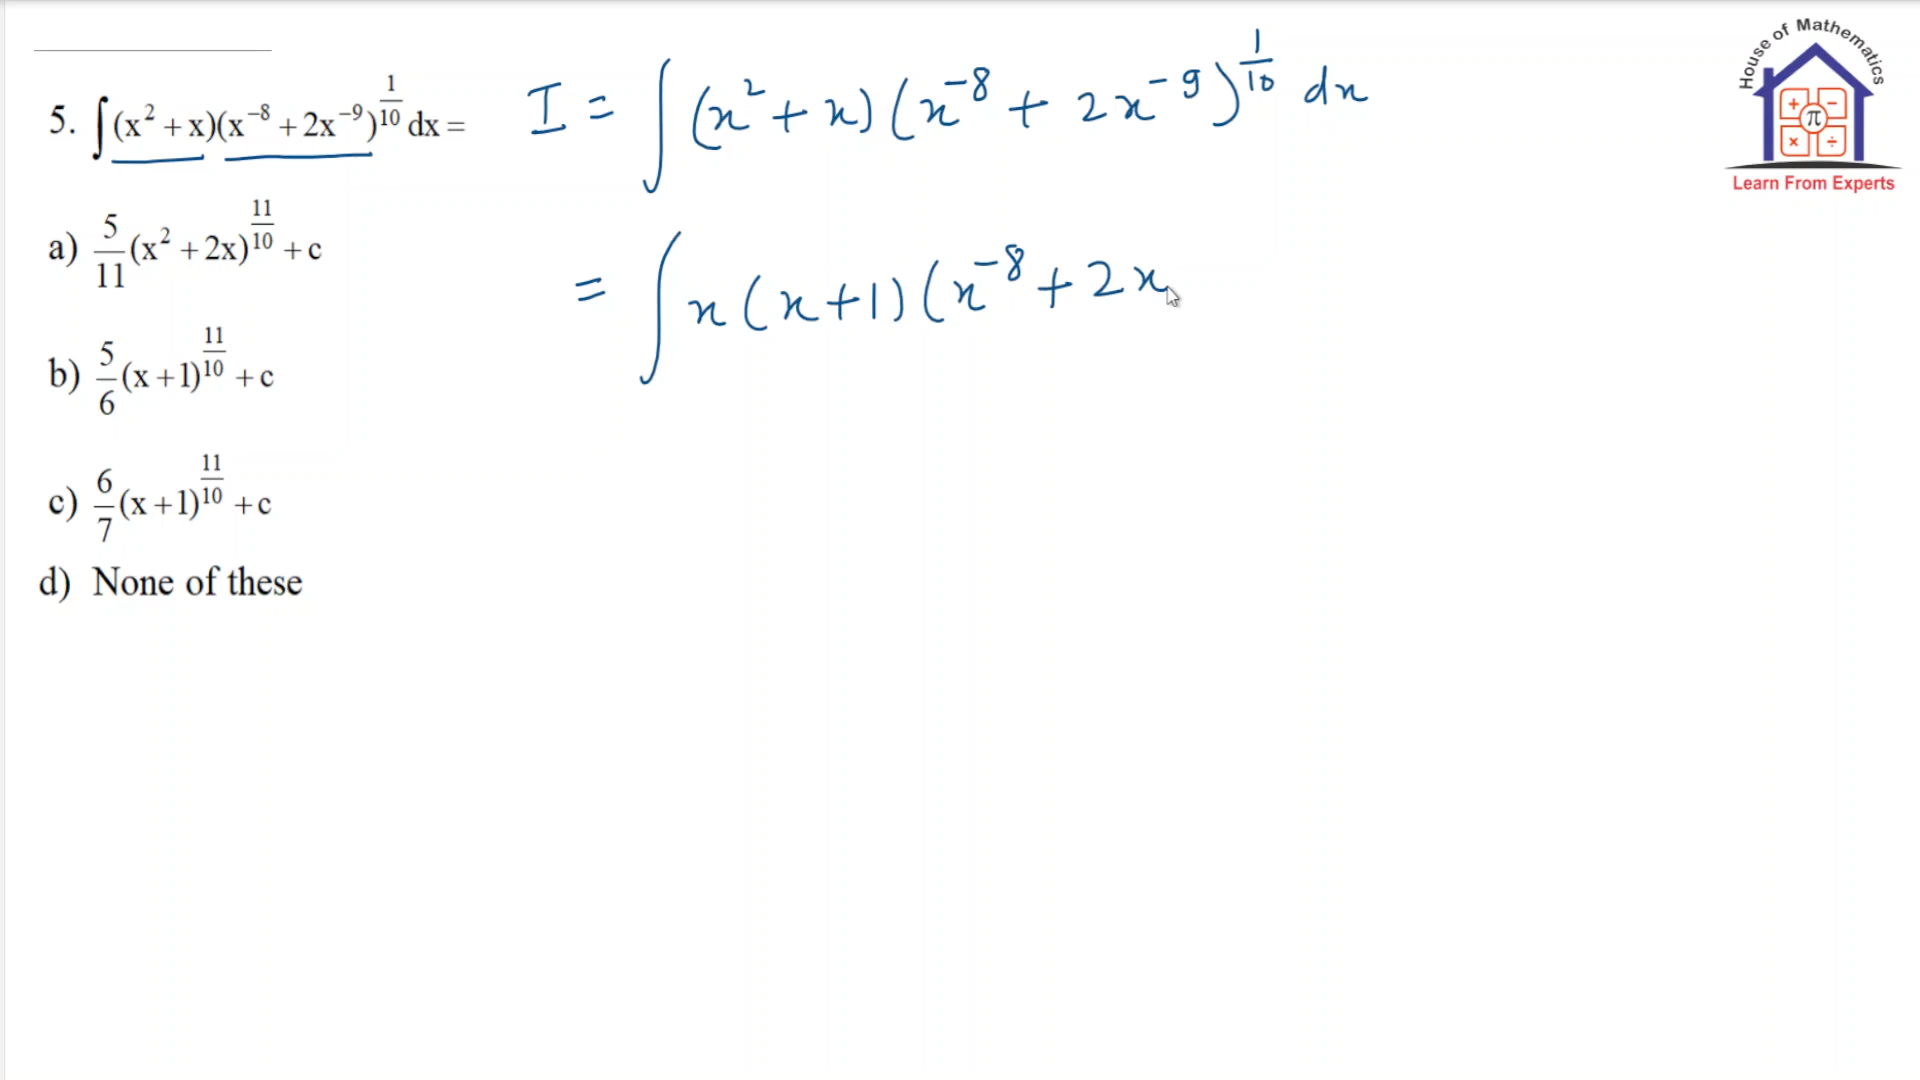 House of Mathematics
+ −
π
× ÷
Learn From Experts
5. ∫(x² + x)(x⁻⁸ + 2x⁻⁹)^(1/10) dx =
I = ∫(x² + x)(x⁻⁸ + 2x⁻⁹)^(1/10) dx
= ∫x(x+1)(x⁻⁸ + 2x
a) 5/11 (x² + 2x)^(11/10) + c
b) 5/6 (x + 1)^(11/10) + c
c) 6/7 (x + 1)^(11/10) + c
d) None of these